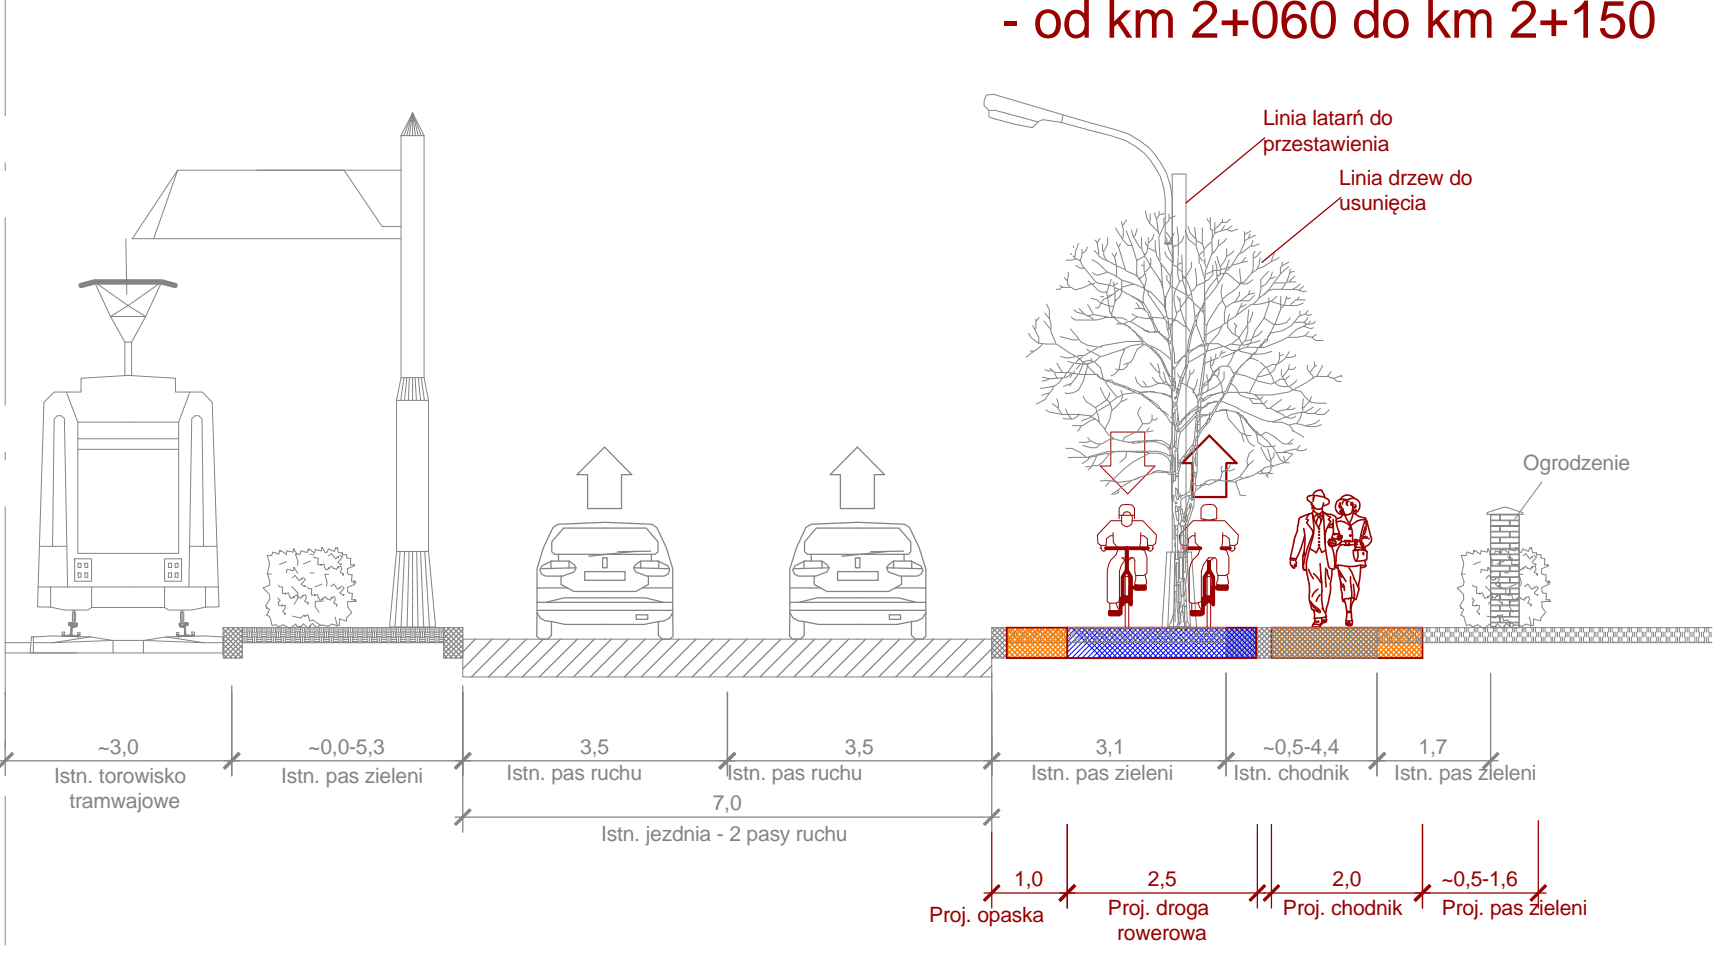 - od km 2+060 do km 2+150
Linia latarń do
przestawienia
Linia drzew do
usunięcia
Ogrodzenie
~3,0
~0,0-5,3
3,5
3,5
3,1
~0,5-4,4
1,7
Istn. torowisko
tramwajowe
Istn. pas zieleni
Istn. pas ruchu
Istn. pas ruchu
Istn. pas zieleni
Istn. chodnik
Istn. pas zieleni
7,0
Istn. jezdnia - 2 pasy ruchu
1,0
2,5
2,0
~0,5-1,6
Proj. opaska
Proj. droga
rowerowa
Proj. chodnik
Proj. pas zieleni